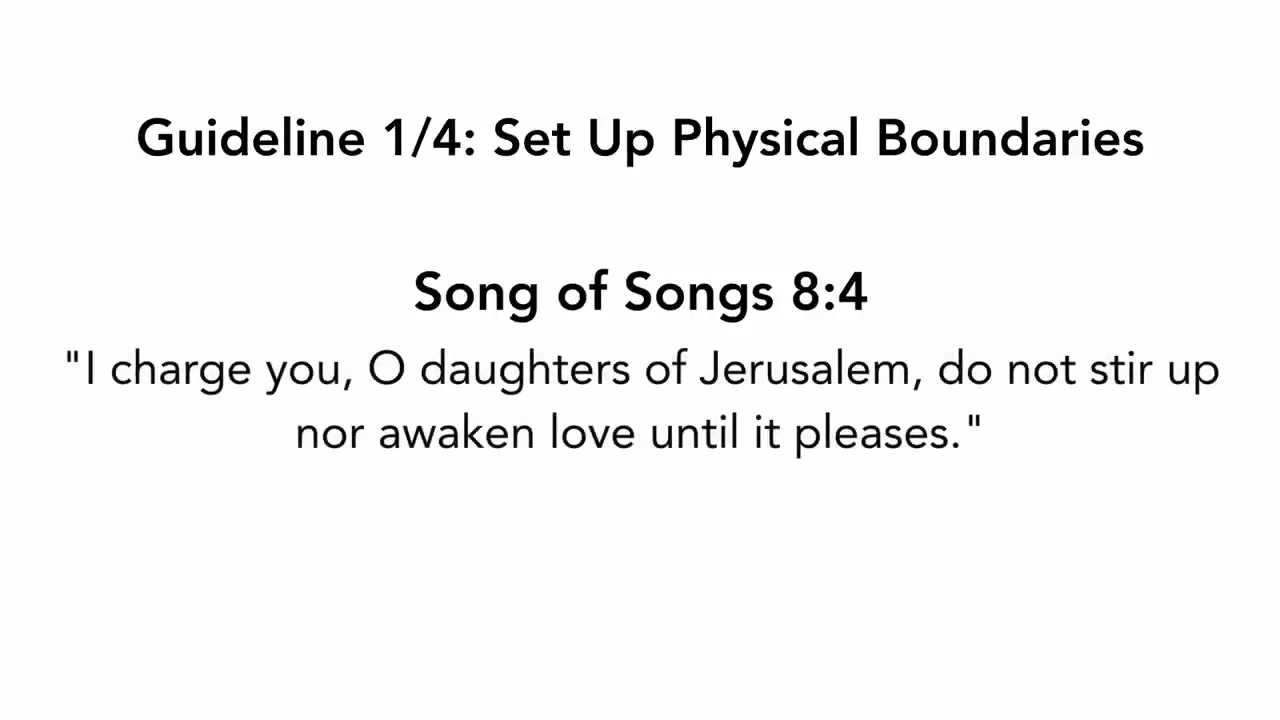 Guideline 1/4: Set Up Physical Boundaries
Song of Songs 8:4
"I charge you, O daughters of Jerusalem, do not stir up
nor awaken love until it pleases."